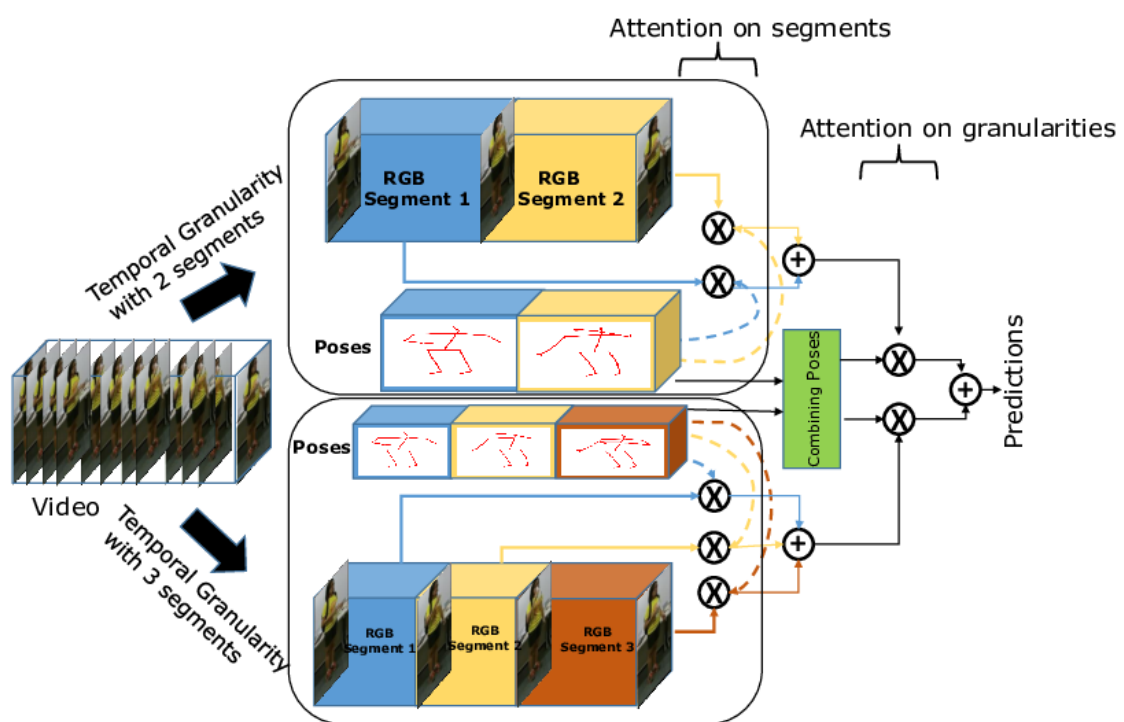 Attention on segments
Attention on granularities
Temporal Granularity
with 2 segments
RGB
Segment 1
RGB
Segment 2
X
X
+
Poses
Combining Poses
X
X
+
Predictions
Video
Temporal Granularity
with 3 segments
Poses
X
X
X
+
RGB
Segment 1
RGB
Segment 2
RGB
Segment 3